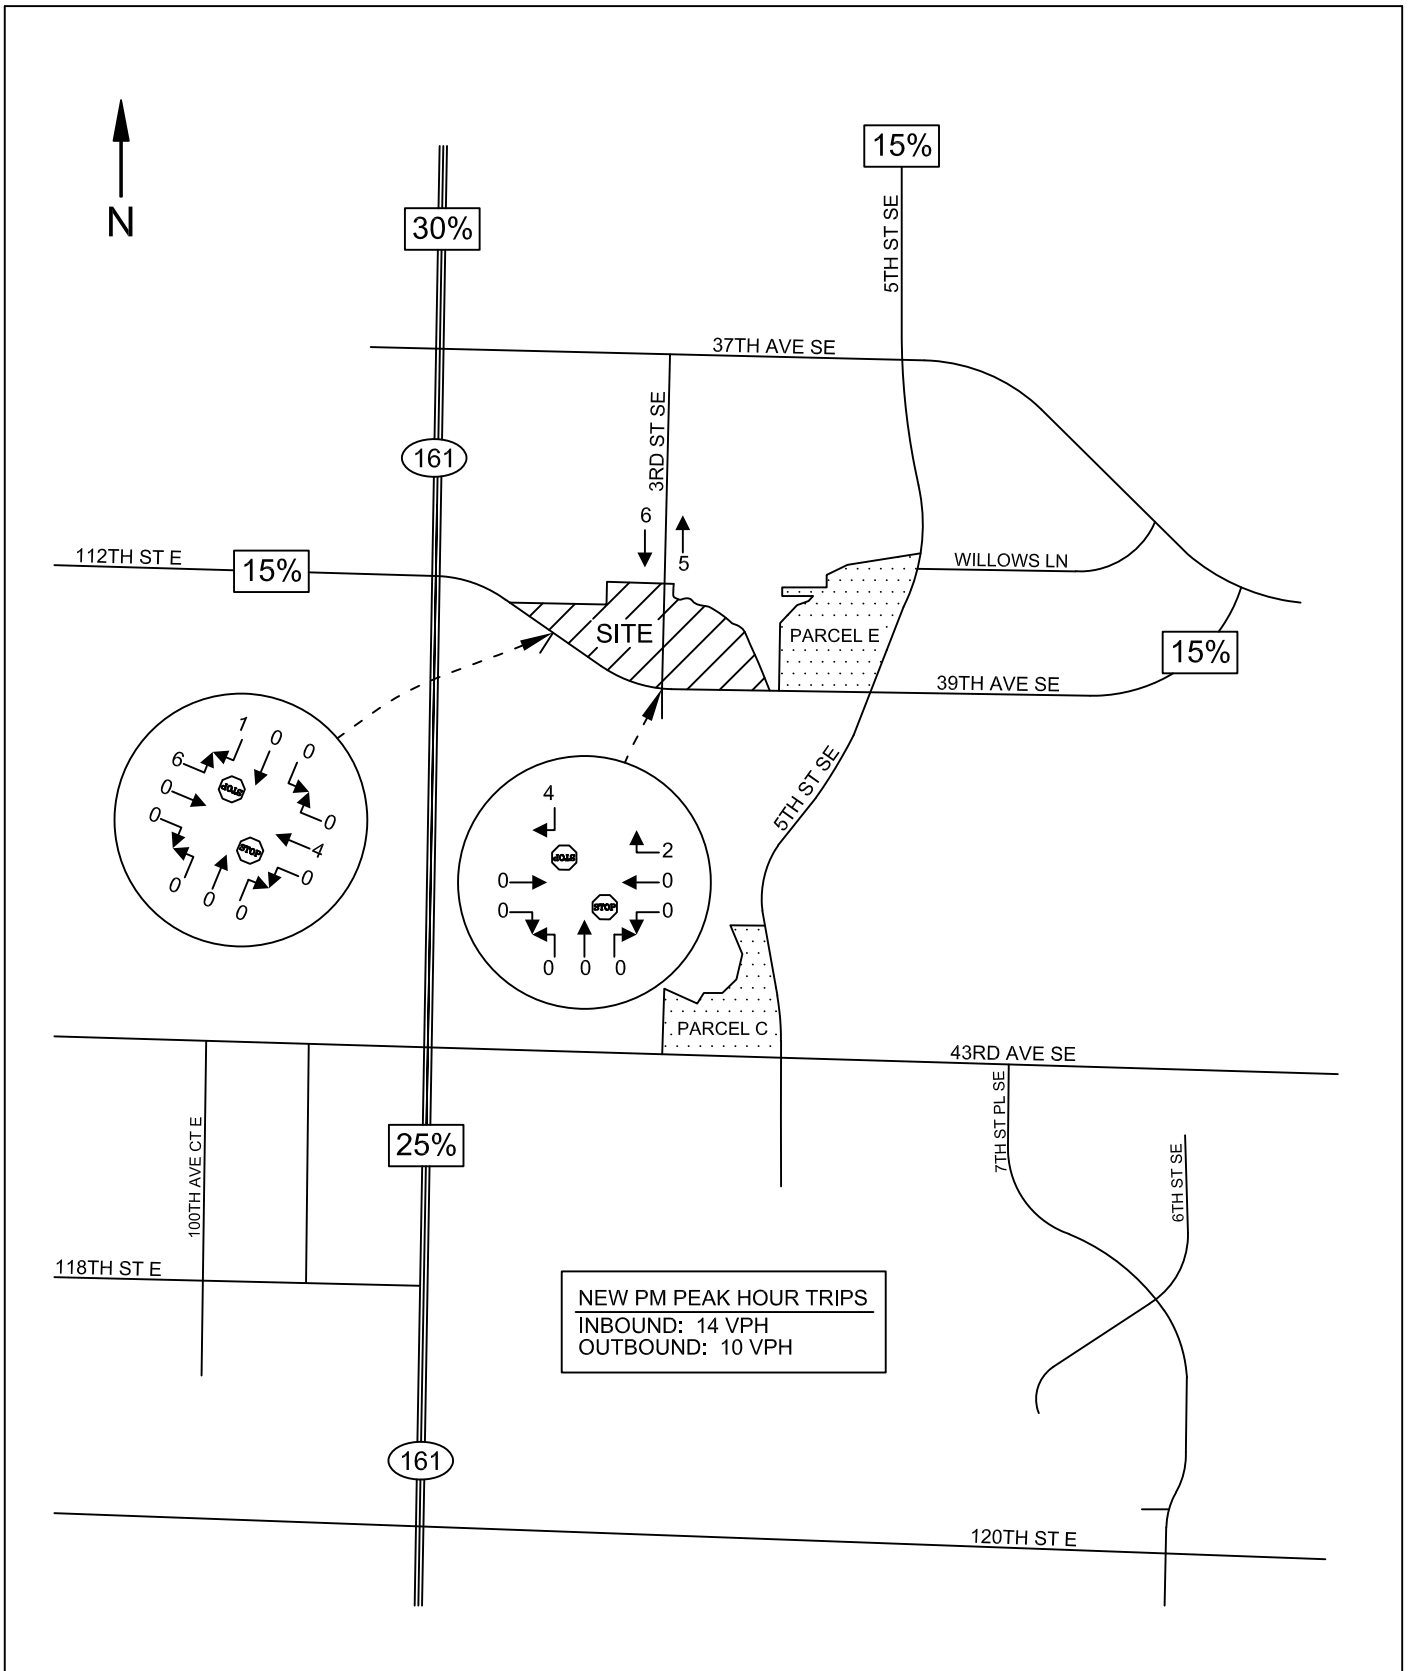 15%
30%
N
5TH ST SE
37TH AVE SE
3RD ST SE
161
6
5
112TH ST E
15%
WILLOWS LN
SITE
PARCEL E
15%
39TH AVE SE
1
0
0
6
0
0
STOP
0
4
0
STOP
0
0
0
5TH ST SE
4
STOP
2
0
0
0
0
STOP
0
0
0
PARCEL C
43RD AVE SE
7TH ST PL SE
100TH AVE CT E
25%
6TH ST SE
118TH ST E
NEW PM PEAK HOUR TRIPS
INBOUND: 14 VPH
OUTBOUND: 10 VPH
161
120TH ST E